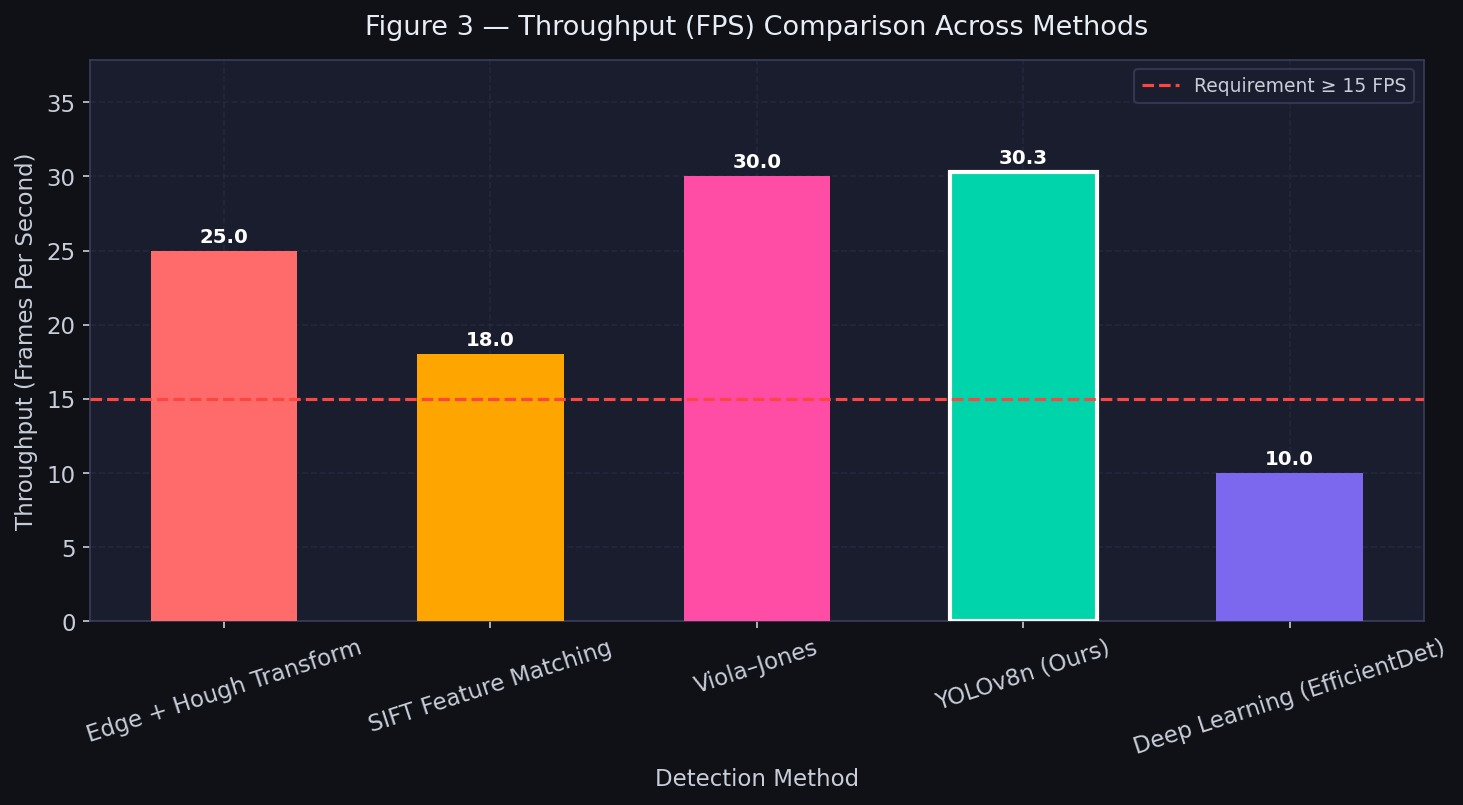 Figure 3 — Throughput (FPS) Comparison Across Methods
Requirement ≥ 15 FPS
Throughput (Frames Per Second)
35
30
25
20
15
10
5
0
25.0
18.0
30.0
30.3
10.0
Edge + Hough Transform
SIFT Feature Matching
Viola–Jones
YOLOv8n (Ours)
Deep Learning (EfficientDet)
Detection Method